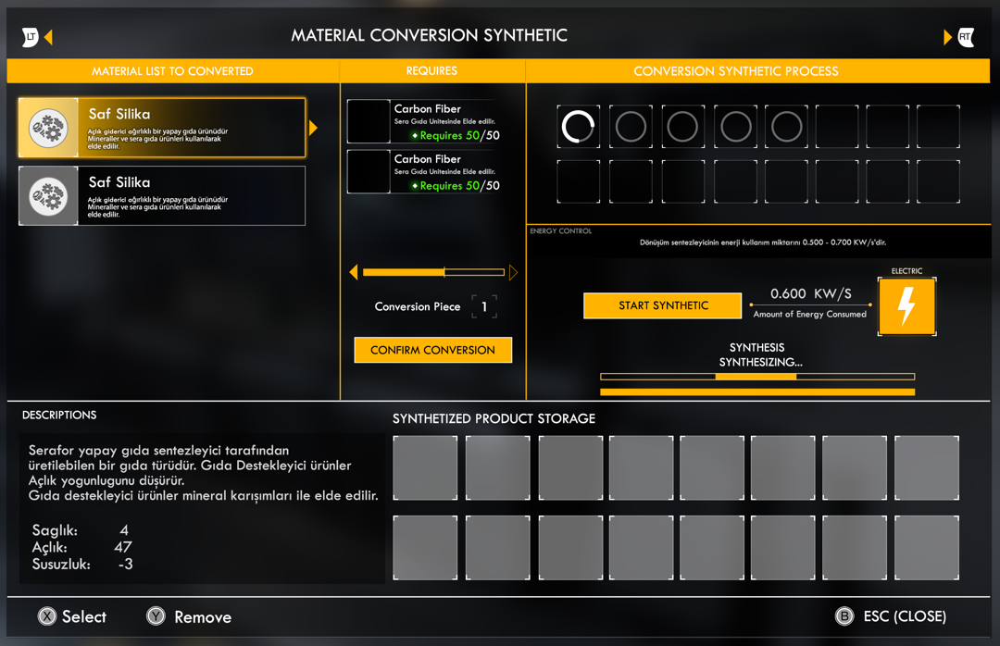 LT
MATERIAL CONVERSION SYNTHETIC
RT
MATERIAL LIST TO CONVERTED
REQUIRES
CONVERSION SYNTHETIC PROCESS
Saf Silika
Açlık giderici ağırlıklı bir yapay gıda ürünüdür
Mineraller ve sera gıda ürünleri kullanılarak
elde edilir.
Saf Silika
Açlık giderici ağırlıklı bir yapay gıda ürünüdür
Mineraller ve sera gıda ürünleri kullanılarak
elde edilir.
Carbon Fiber
Sera Gıda Unitesinde Elde edilir.
Requires 50/50
Carbon Fiber
Sera Gıda Unitesinde Elde edilir.
Requires 50/50
Conversion Piece 1
CONFIRM CONVERSION
ENERGY CONTROL
Dönüşüm sentezleyicinin enerji kullanım miktarını 0.500 - 0.700 KW/s'dir.
ELECTRIC
START SYNTHETIC
0.600 KW/S
Amount of Energy Consumed
SYNTHESIS
SYNTHESIZING...
DESCRIPTIONS
Serafor yapay gıda sentezleyici tarafından
üretilebilen bir gıda türüdür. Gıda Destekleyici ürünler
Açlık yogunlugunu düşürür.
Gıda destekleyici ürünler mineral karışımları ile elde edilir.
Saglık: 4
Açlık: 47
Susuzluk: -3
SYNTHETIZED PRODUCT STORAGE
X Select
Y Remove
B ESC (CLOSE)